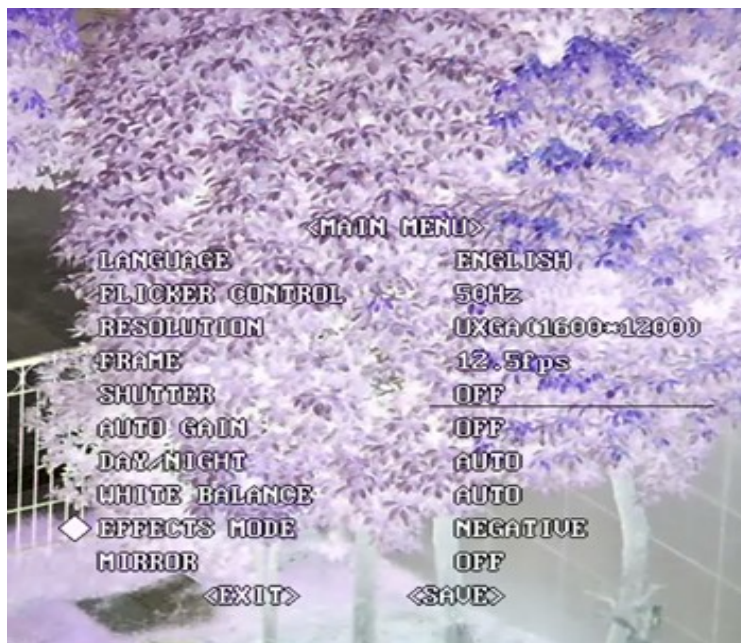 <MAIN MENU>
LANGUAGE ENGLISH
FLICKER CONTROL 50Hz
RESOLUTION UXGA(1600*1200)
FRAME 12.5fps
SHUTTER OFF
AUTO GAIN OFF
DAY/NIGHT AUTO
WHITE BALANCE AUTO
EFFECTS MODE NEGATIVE
MIRROR OFF
<EXIT> <SAVE>